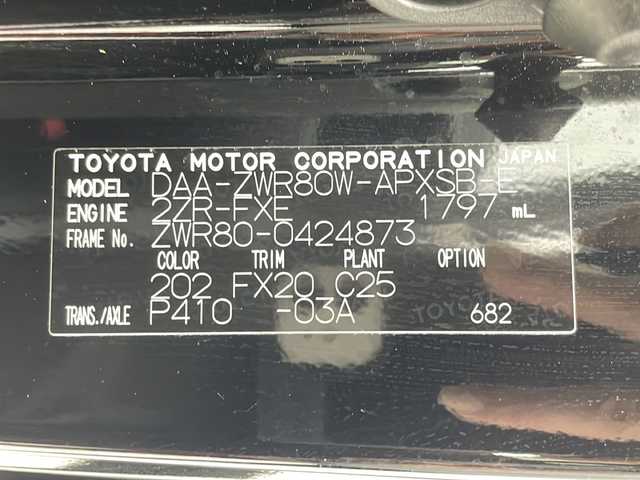 TOYOTA MOTOR CORPORATION JAPAN
MODEL DAA-ZWR80W-APXSB-E
ENGINE 2ZR-FXE 1797 mL
FRAME No. ZWR80-0424873
COLOR TRIM PLANT OPTION
202 FX20 C25
TRANS./AXLE P410 -03A 682